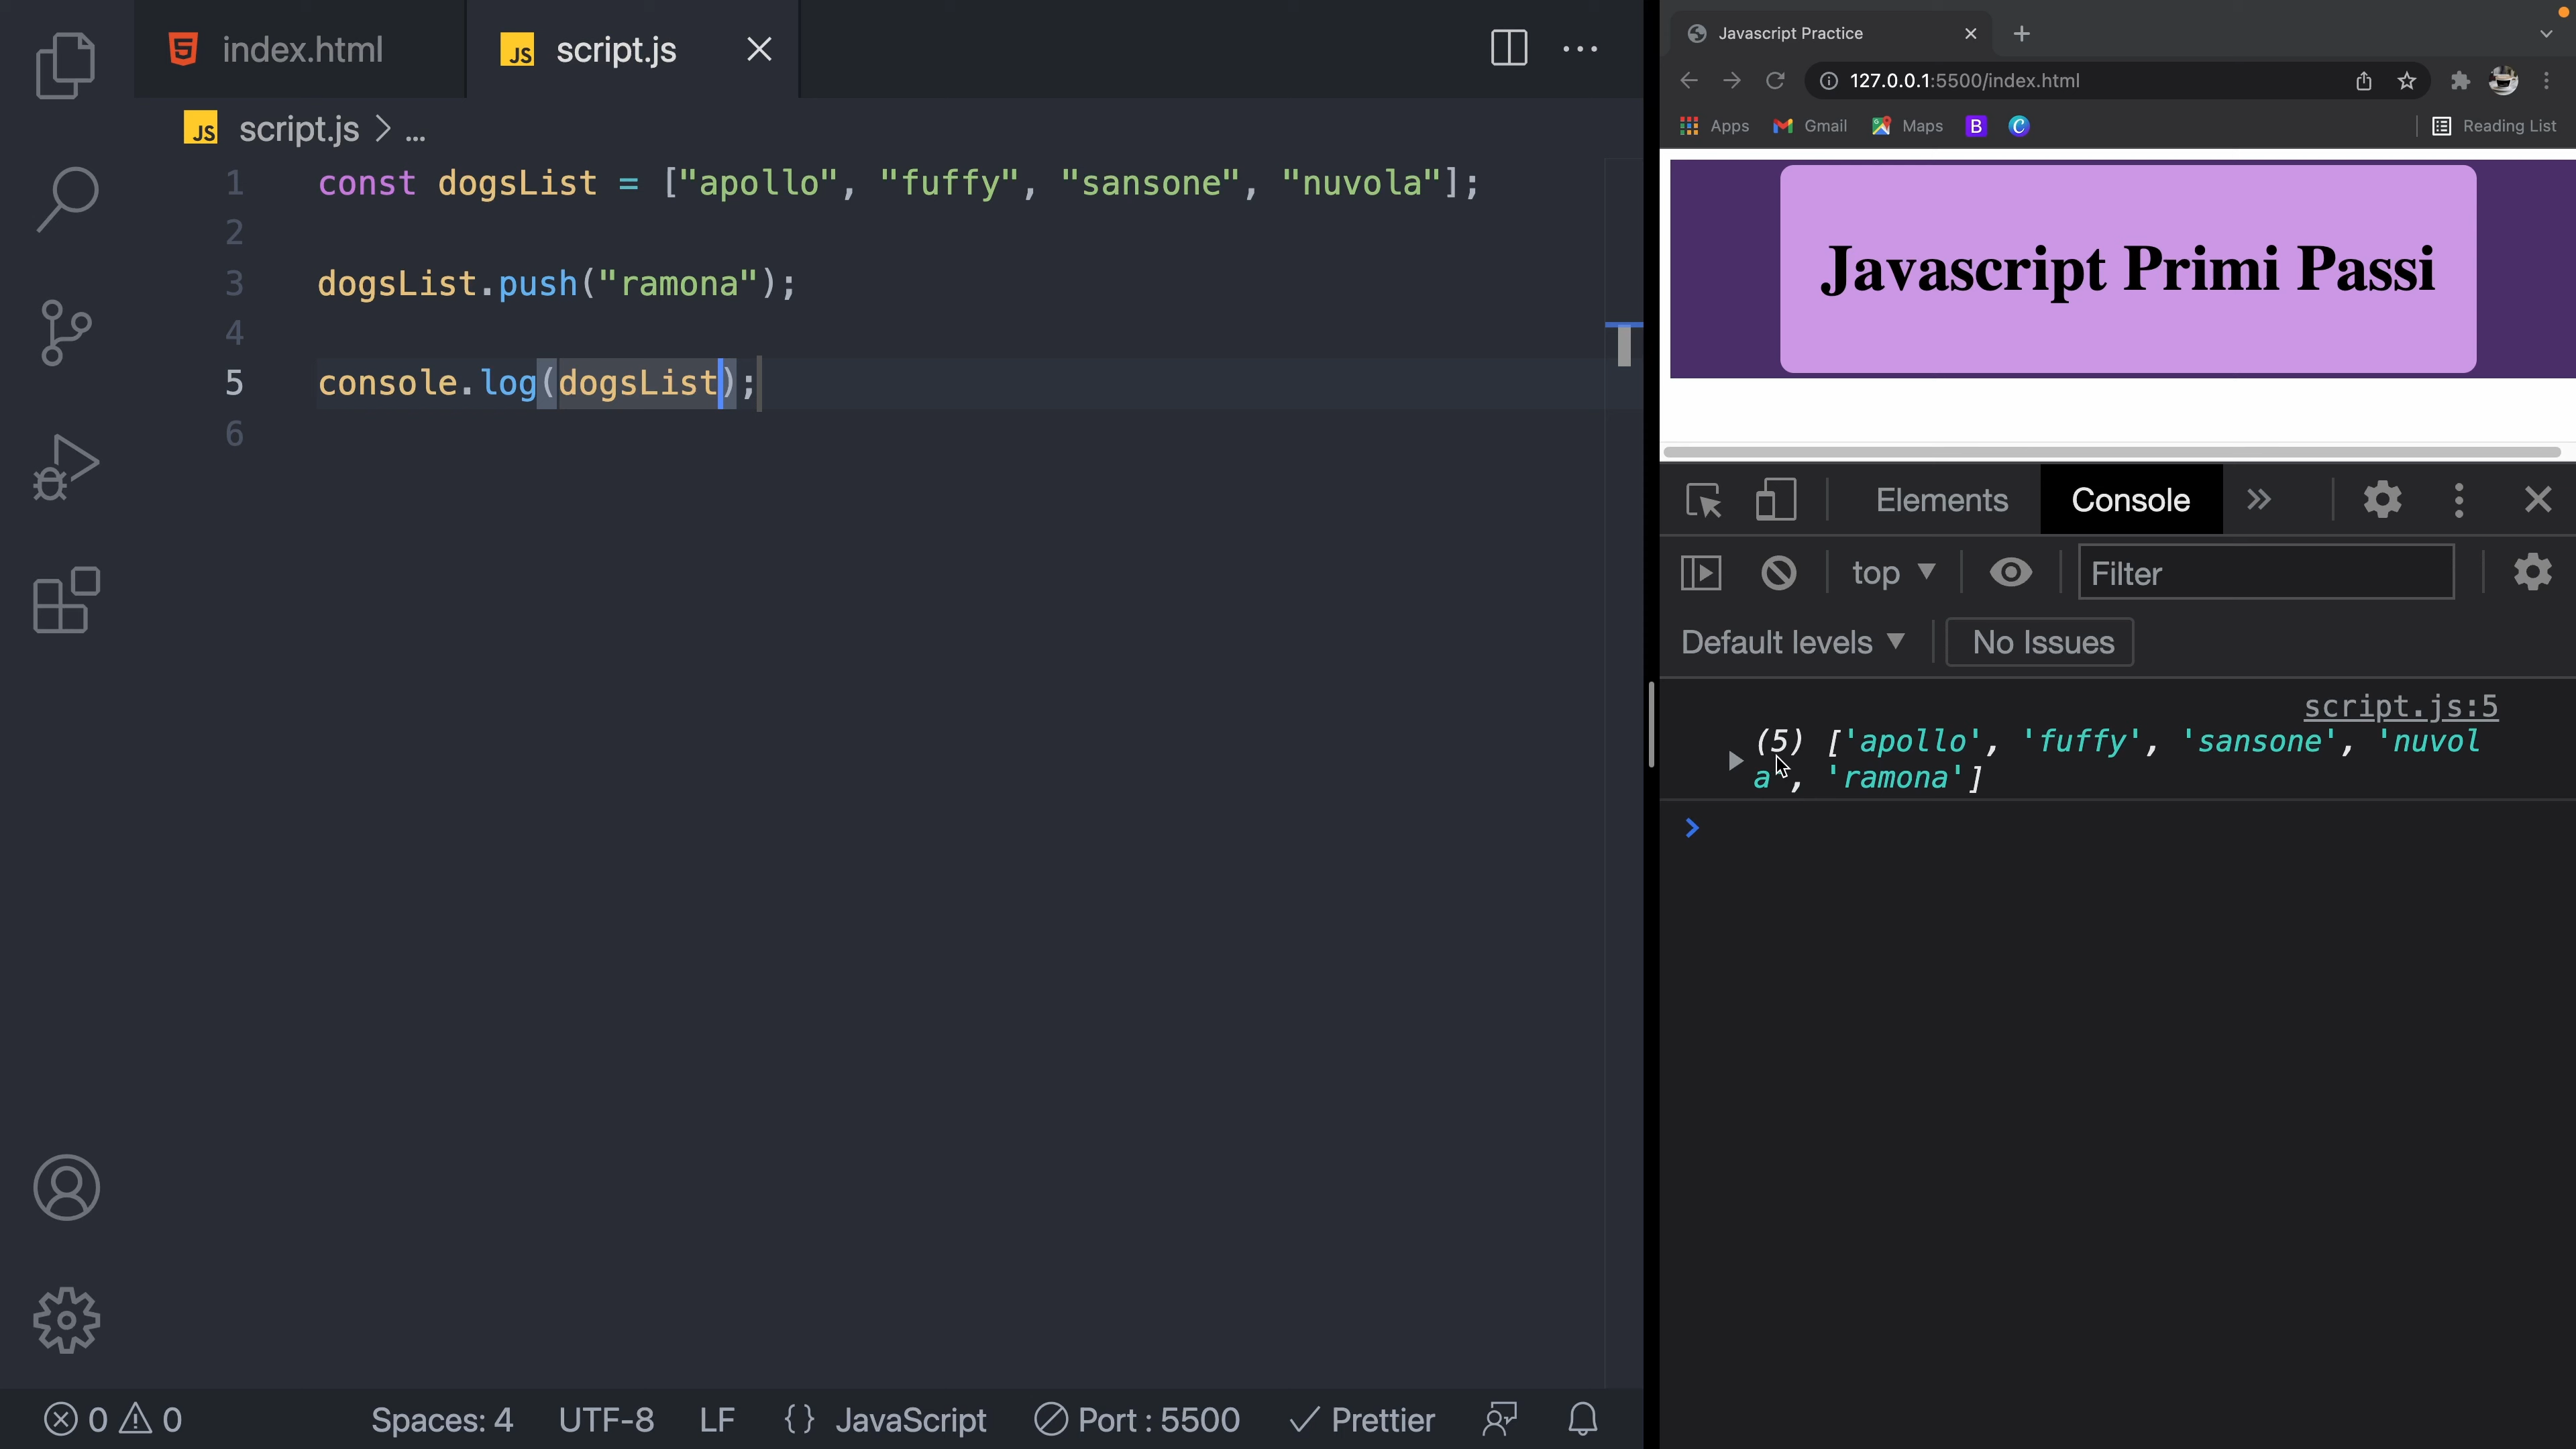 index.html
JS script.js
JS script.js > ...
1 const dogsList = ["apollo", "fuffy", "sansone", "nuvola"];
2
3 dogsList.push("ramona");
4
5 console.log(dogsList);
6
0 0 Spaces: 4 UTF-8 LF {} JavaScript Port : 5500 Prettier
Javascript Practice
127.0.0.1:5500/index.html
Apps Gmail Maps B C Reading List
Javascript Primi Passi
Elements Console
top Filter
Default levels No Issues
script.js:5
(5) ['apollo', 'fuffy', 'sansone', 'nuvol
a', 'ramona']